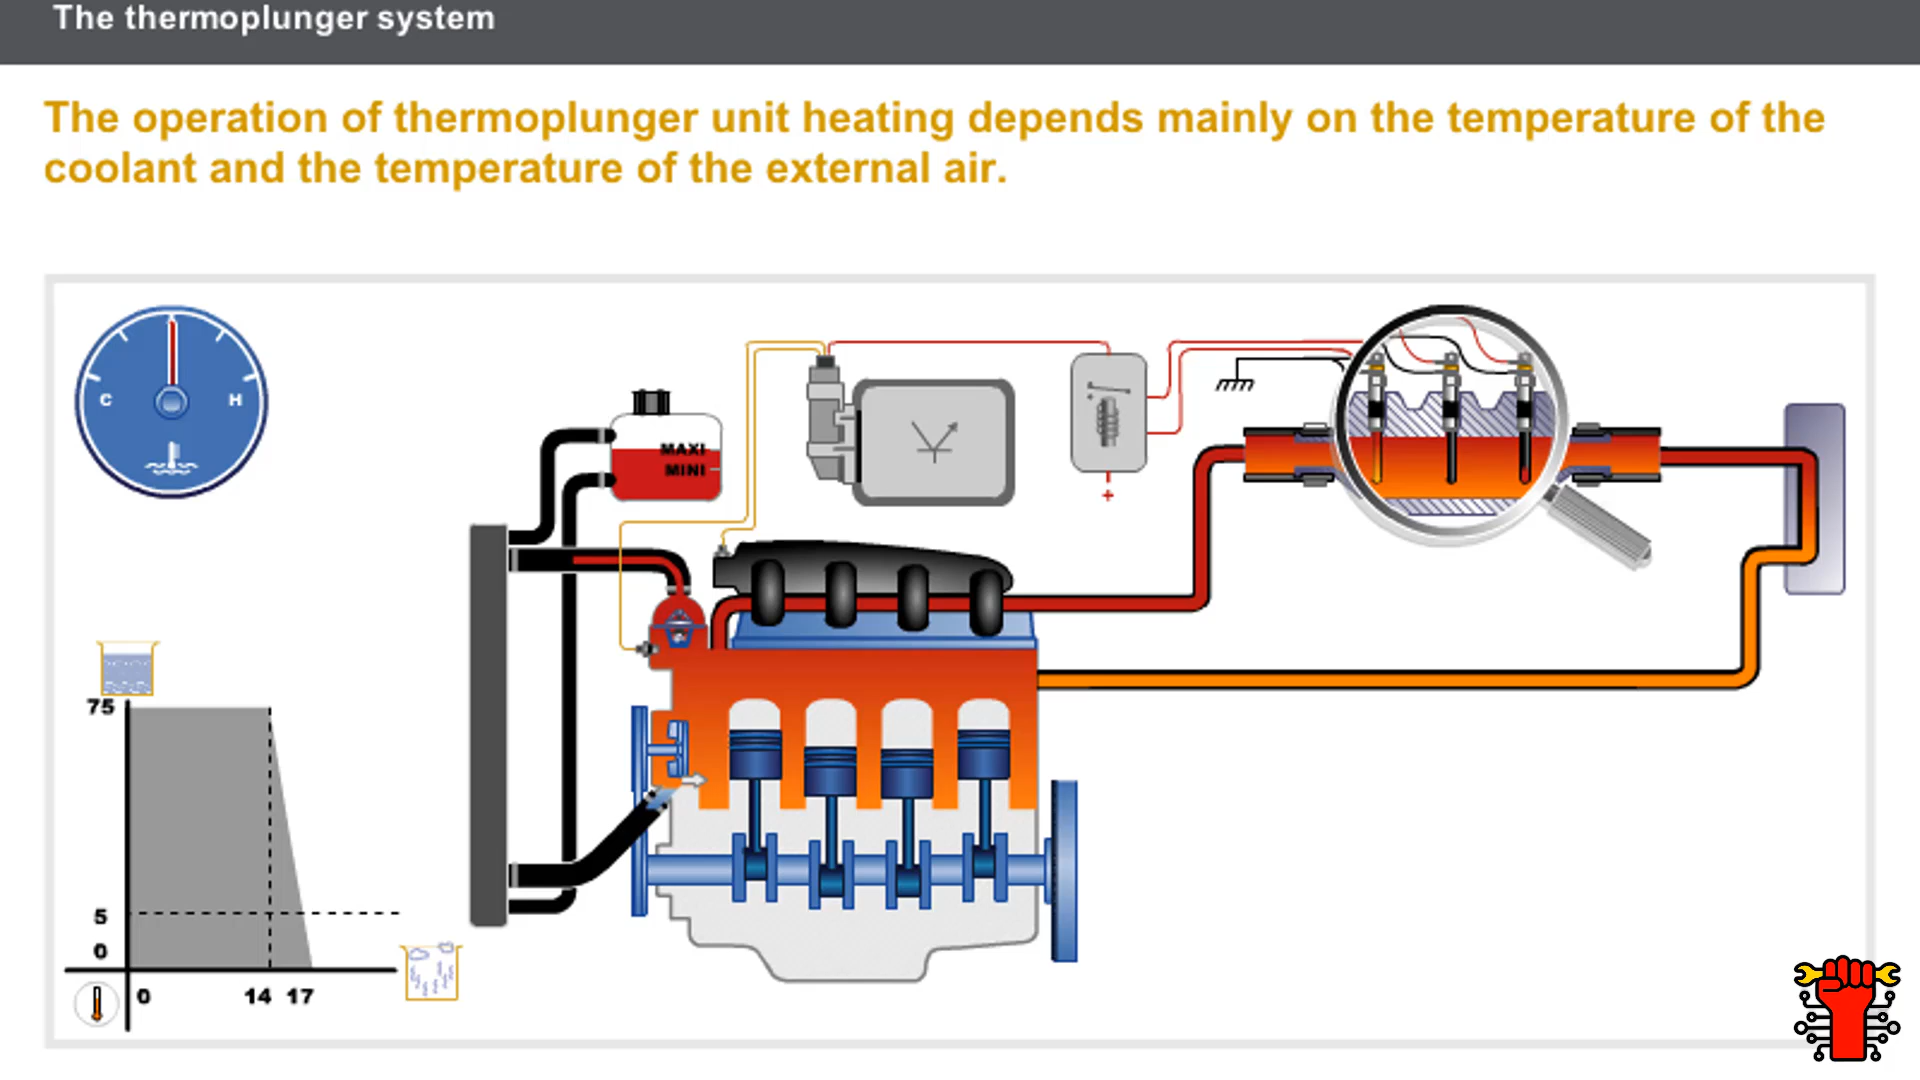 The thermoplunger system
The operation of thermoplunger unit heating depends mainly on the temperature of the
coolant and the temperature of the external air.
C
H
MAXI
MINI
+
75
5
0
0
14
17